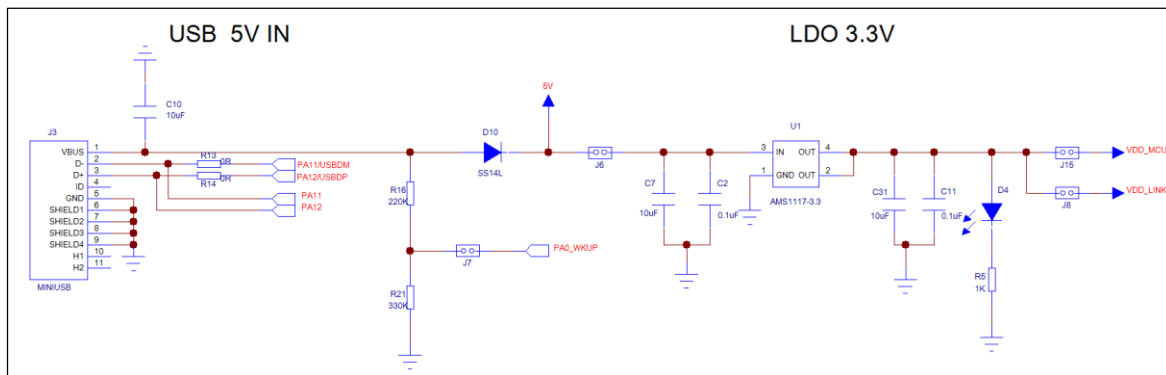 USB 5V IN
LDO 3.3V
C10
10uF
J3
VBUS 1
D- 2
D+ 3
ID 4
GND 5
SHIELD1 6
SHIELD2 7
SHIELD3 8
SHIELD4 9
H1 10
H2 11
MINIUSB
R13 0R
R14 0R
PA11/USBDM
PA12/USBDP
PA11
PA12
R16
220K
R21
330K
J7
PA0_WKUP
D10
SS14L
5V
J6
C7
10uF
C2
0.1uF
U1
3 IN OUT 4
1 GND OUT 2
AMS1117-3.3
C31
10uF
C11
0.1uF
D4
R5
1K
J15
VDD_MCU
J8
VDD_LINK